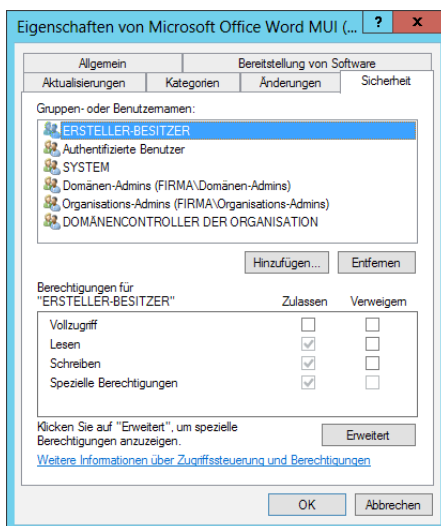 Eigenschaften von Microsoft Office Word MUI (... ? x
Allgemein Bereitstellung von Software
Aktualisierungen Kategorien Änderungen Sicherheit
Gruppen- oder Benutzernamen:
ERSTELLER-BESITZER
Authentifizierte Benutzer
SYSTEM
Domänen-Admins (FIRMA\Domänen-Admins)
Organisations-Admins (FIRMA\Organisations-Admins)
DOMÄNENCONTROLLER DER ORGANISATION
Hinzufügen... Entfernen
Berechtigungen für
"ERSTELLER-BESITZER" Zulassen Verweigern
Vollzugriff
Lesen
Schreiben
Spezielle Berechtigungen
Klicken Sie auf "Erweitert", um spezielle
Berechtigungen anzuzeigen.
Erweitert
Weitere Informationen über Zugriffssteuerung und Berechtigungen
OK Abbrechen